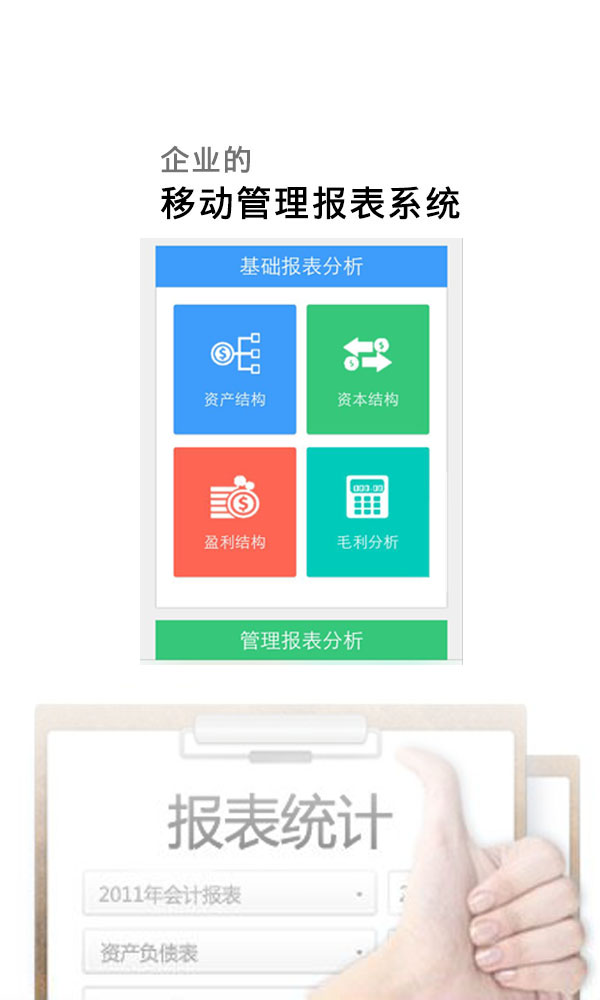 企业的
移动管理报表系统
基础报表分析
资产结构
资本结构
盈利结构
毛利分析
管理报表分析
报表统计
2011年会计报表
2
资产负债表